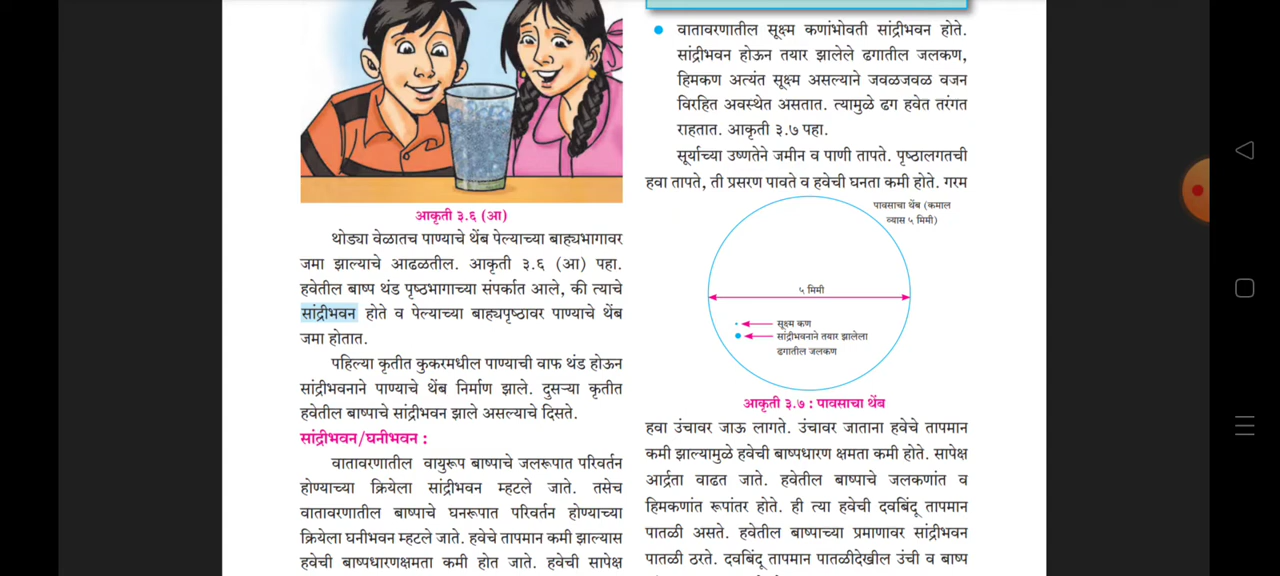 आकृती ३.६ (आ)
थोड्या वेळातच पाण्याचे थेंब पेल्याच्या बाह्यभागावर
जमा झाल्याचे आढळतील. आकृती ३.६ (आ) पहा.
हवेतील बाष्प थंड पृष्ठभागाच्या संपर्कात आले, की त्याचे
सांद्रीभवन होते व पेल्याच्या बाह्यपृष्ठावर पाण्याचे थेंब
जमा होतात.
पहिल्या कृतीत कुकरमधील पाण्याची वाफ थंड होऊन
सांद्रीभवनाने पाण्याचे थेंब निर्माण झाले. दुसऱ्या कृतीत
हवेतील बाष्पाचे सांद्रीभवन झाले असल्याचे दिसते.
सांद्रीभवन/घनीभवन :
वातावरणातील वायुरूप बाष्पाचे जलरूपात परिवर्तन
होण्याच्या क्रियेला सांद्रीभवन म्हटले जाते. तसेच
वातावरणातील बाष्पाचे घनरूपात परिवर्तन होण्याच्या
क्रियेला घनीभवन म्हटले जाते. हवेचे तापमान कमी झाल्यास
हवेची बाष्पधारणक्षमता कमी होत जाते. हवेची सापेक्ष
● वातावरणातील सूक्ष्म कणांभोवती सांद्रीभवन होते.
सांद्रीभवन होऊन तयार झालेले ढगातील जलकण,
हिमकण अत्यंत सूक्ष्म असल्याने जवळजवळ वजन
विरहित अवस्थेत असतात. त्यामुळे ढग हवेत तरंगत
राहतात. आकृती ३.७ पहा.
सूर्याच्या उष्णतेने जमीन व पाणी तापते. पृष्ठालगतची
हवा तापते, ती प्रसरण पावते व हवेची घनता कमी होते. गरम
पावसाचा थेंब (कमाल
व्यास ५ मिमी)
५ मिमी
सूक्ष्म कण
सांद्रीभवनाने तयार झालेला
ढगातील जलकण
आकृती ३.७ : पावसाचा थेंब
हवा उंचावर जाऊ लागते. उंचावर जाताना हवेचे तापमान
कमी झाल्यामुळे हवेची बाष्पधारण क्षमता कमी होते. सापेक्ष
आर्द्रता वाढत जाते. हवेतील बाष्पाचे जलकणांत व
हिमकणांत रूपांतर होते. ही त्या हवेची दवबिंदू तापमान
पातळी असते. हवेतील बाष्पाच्या प्रमाणावर सांद्रीभवन
पातळी ठरते. दवबिंदू तापमान पातळीदेखील उंची व बाष्प